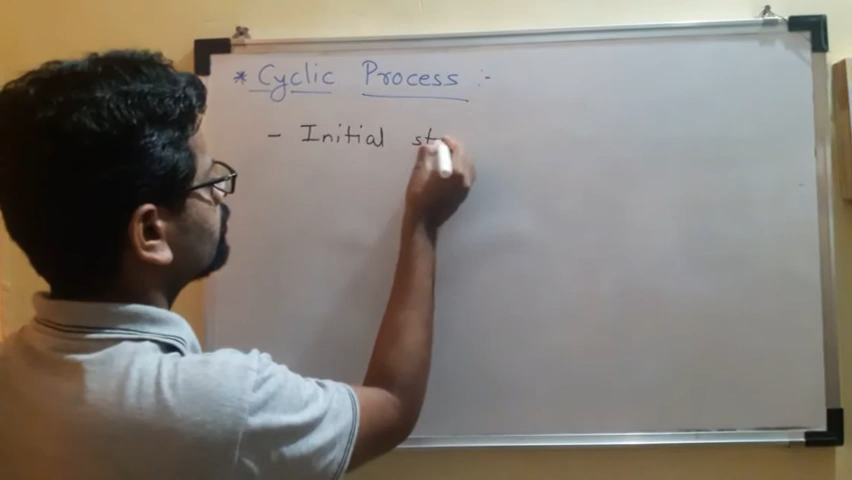 * Cyclic Process :-
- Initial st